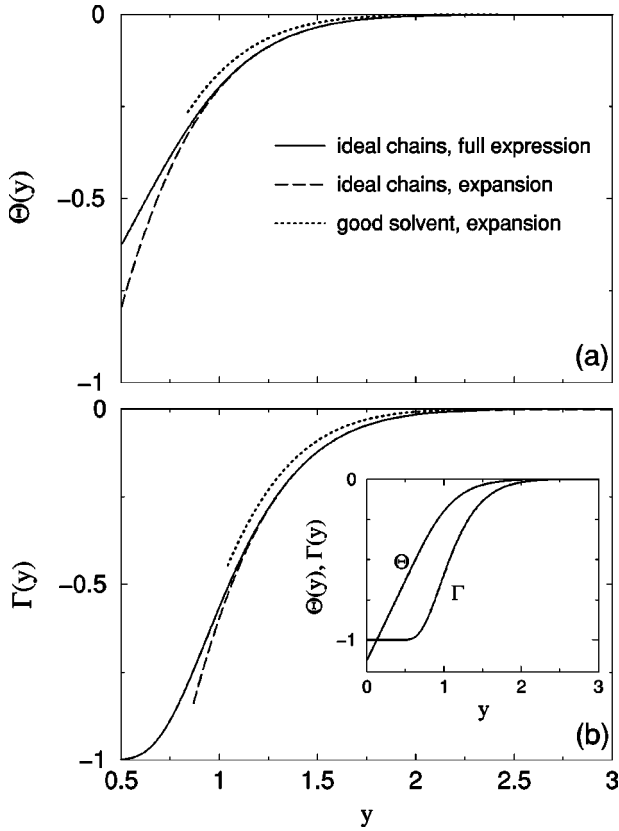 0
ideal chains, full expression
ideal chains, expansion
good solvent, expansion
−0.5
Θ(y)
(a)
−1
0
0
Θ
−0.5
Γ
Γ(y)
Θ(y), Γ(y)
−1
0 1 2 3
y
(b)
−1
0.5 1 1.5 2 2.5 3
y